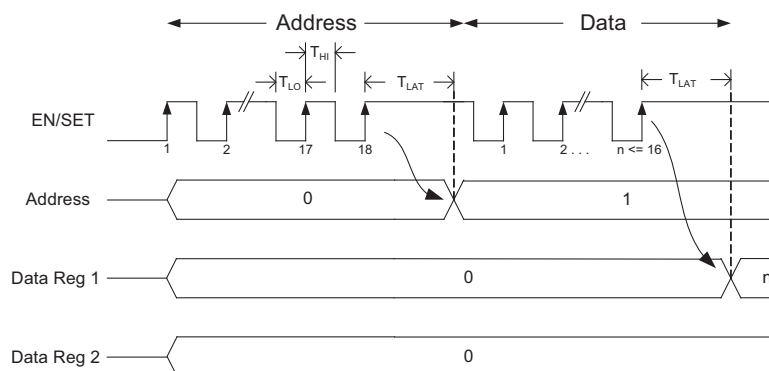 Address Data
T_HI
T_LO T_LAT T_LAT
EN/SET
1 2 17 18 1 2... n <= 16
Address 0 1
Data Reg 1 0 n
Data Reg 2 0